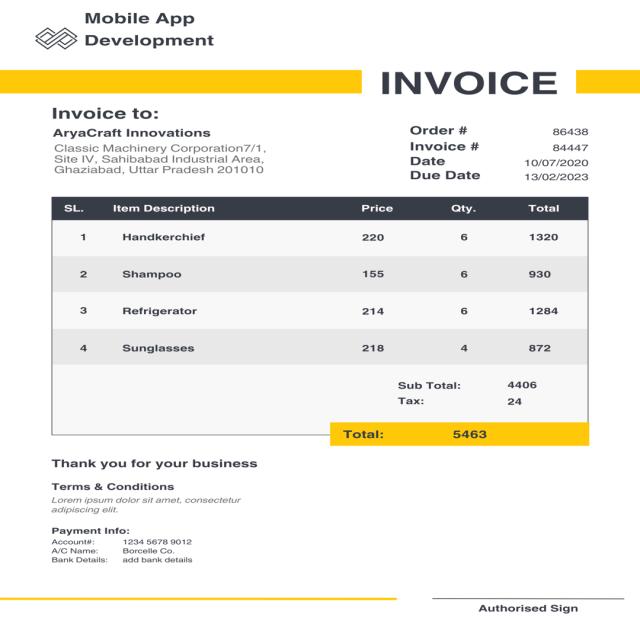 Mobile App
Development
INVOICE
Invoice to:
AryaCraft Innovations
Classic Machinery Corporation7/1,
Site IV, Sahibabad Industrial Area,
Ghaziabad, Uttar Pradesh 201010
Order # 86438
Invoice # 84447
Date 10/07/2020
Due Date 13/02/2023
SL. Item Description Price Qty. Total
1 Handkerchief 220 6 1320
2 Shampoo 155 6 930
3 Refrigerator 214 6 1284
4 Sunglasses 218 4 872
Sub Total: 4406
Tax: 24
Total: 5463
Thank you for your business
Terms & Conditions
Lorem ipsum dolor sit amet, consectetur
adipiscing elit.
Payment Info:
Account#: 1234 5678 9012
A/C Name: Borcelle Co.
Bank Details: add bank details
Authorised Sign